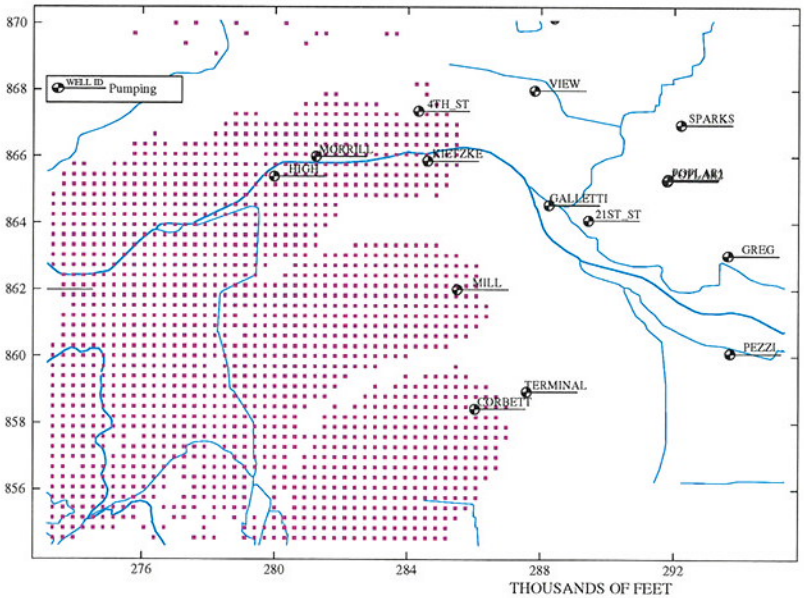 870
868
866
864
862
860
858
856
WELL ID Pumping
VIEW
4TH_ST
SPARKS
MORRILL
KIETZKE
HIGH
POPLAR1
GALLETTI
21ST_ST
GREG
MILL
PEZZI
TERMINAL
CORBETT
276 280 284 288 292
THOUSANDS OF FEET